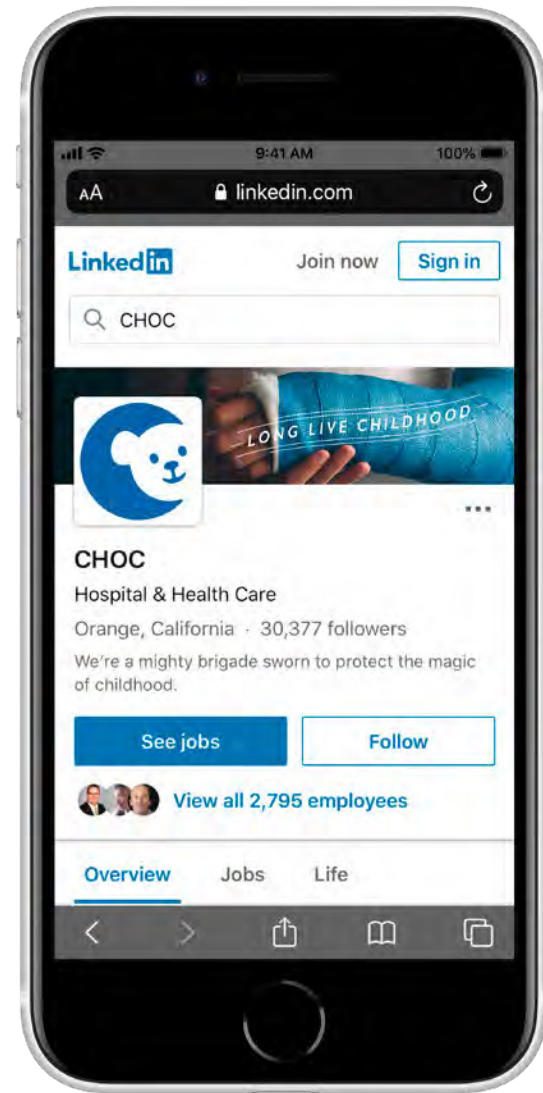 9:41 AM 100%
AA linkedin.com
Linked in Join now Sign in
CHOC
LONG LIVE CHILDHOOD
CHOC
Hospital & Health Care
Orange, California · 30,377 followers
We're a mighty brigade sworn to protect the magic
of childhood.
See jobs Follow
View all 2,795 employees
Overview Jobs Life